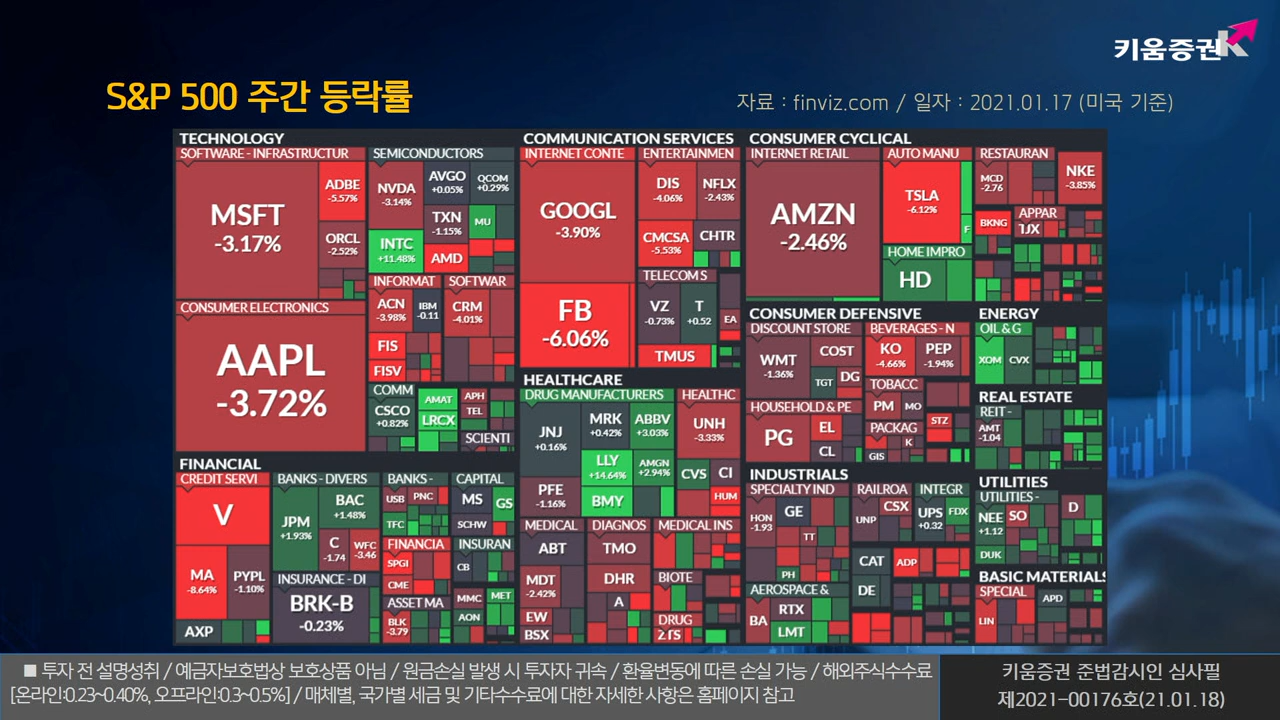 키움증권
S&P 500 주간 등락률
자료 : finviz.com / 일자 : 2021.01.17 (미국 기준)
TECHNOLOGY
SOFTWARE - INFRASTRUCTUR
MSFT
-3.17%
ADBE
-5.57%
ORCL
-2.52%
SEMICONDUCTORS
NVDA
-3.14%
AVGO
+0.05%
QCOM
+0.29%
TXN
-1.15%
MU
INTC
+11.48%
AMD
CONSUMER ELECTRONICS
AAPL
-3.72%
INFORMAT
ACN
-3.98%
IBM
-0.11
FIS
FISV
SOFTWAR
CRM
-4.01%
COMM
CSCO
+0.82%
AMAT
LRCX
APH
TEL
SCIENTI
COMMUNICATION SERVICES
INTERNET CONTE
GOOGL
-3.90%
FB
-6.06%
ENTERTAINMEN
DIS
-4.06%
NFLX
-2.43%
CMCSA
-5.53%
CHTR
TELECOM S
VZ
-0.73%
T
+0.52
EA
TMUS
CONSUMER CYCLICAL
INTERNET RETAIL
AMZN
-2.46%
AUTO MANU
TSLA
-6.12%
F
HOME IMPRO
HD
RESTAURAN
MCD
-2.76
NKE
-3.85%
BKNG
APPAR
TJX
CONSUMER DEFENSIVE
DISCOUNT STORE
WMT
-1.36%
COST
TGT
DG
BEVERAGES - N
KO
-4.66%
PEP
-1.94%
HOUSEHOLD & PE
PG
EL
CL
TOBACC
PM
MO
PACKAG
K
GIS
STZ
ENERGY
OIL & G
XOM
CVX
REAL ESTATE
REIT -
AMT
-1.04
HEALTHCARE
DRUG MANUFACTURERS
JNJ
+0.16%
MRK
+0.42%
ABBV
+3.03%
LLY
+14.64%
AMGN
+2.94%
PFE
-1.16%
BMY
HEALTHC
UNH
-3.33%
CVS
CI
HUM
MEDICAL
ABT
MDT
-2.42%
EW
BSX
DIAGNOS
TMO
DHR
A
MEDICAL INS
BIOTE
DRUG
FINANCIAL
CREDIT SERVI
V
MA
-8.64%
PYPL
-1.10%
AXP
BANKS - DIVERS
JPM
+1.93%
BAC
+1.48%
C
-1.74
WFC
-3.46
INSURANCE - DI
BRK-B
-0.23%
BANKS -
USB
PNC
TFC
FINANCIA
SPGI
CME
ASSET MA
BLK
-3.79
CAPITAL
MS
GS
SCHW
INSURAN
CB
MMC
MET
AON
INDUSTRIALS
SPECIALTY IND
HON
-1.93
GE
TT
PH
AEROSPACE &
BA
RTX
LMT
RAILROA
UNP
CSX
INTEGR
UPS
+0.32
FDX
CAT
ADP
DE
UTILITIES
UTILITIES -
NEE
+1.12
SO
D
DUK
BASIC MATERIALS
SPECIAL
LIN
APD
■ 투자 전 설명성취 / 예금자보호법상 보호상품 아님 / 원금손실 발생 시 투자자 귀속 / 환율변동에 따른 손실 가능 / 해외주식수수료
[온라인:0.23~0.40%, 오프라인:0.3~0.5%] / 매체별, 국가별 세금 및 기타수수료에 대한 자세한 사항은 홈페이지 참고
키움증권 준법감시인 심사필
제2021-00176호(21.01.18)